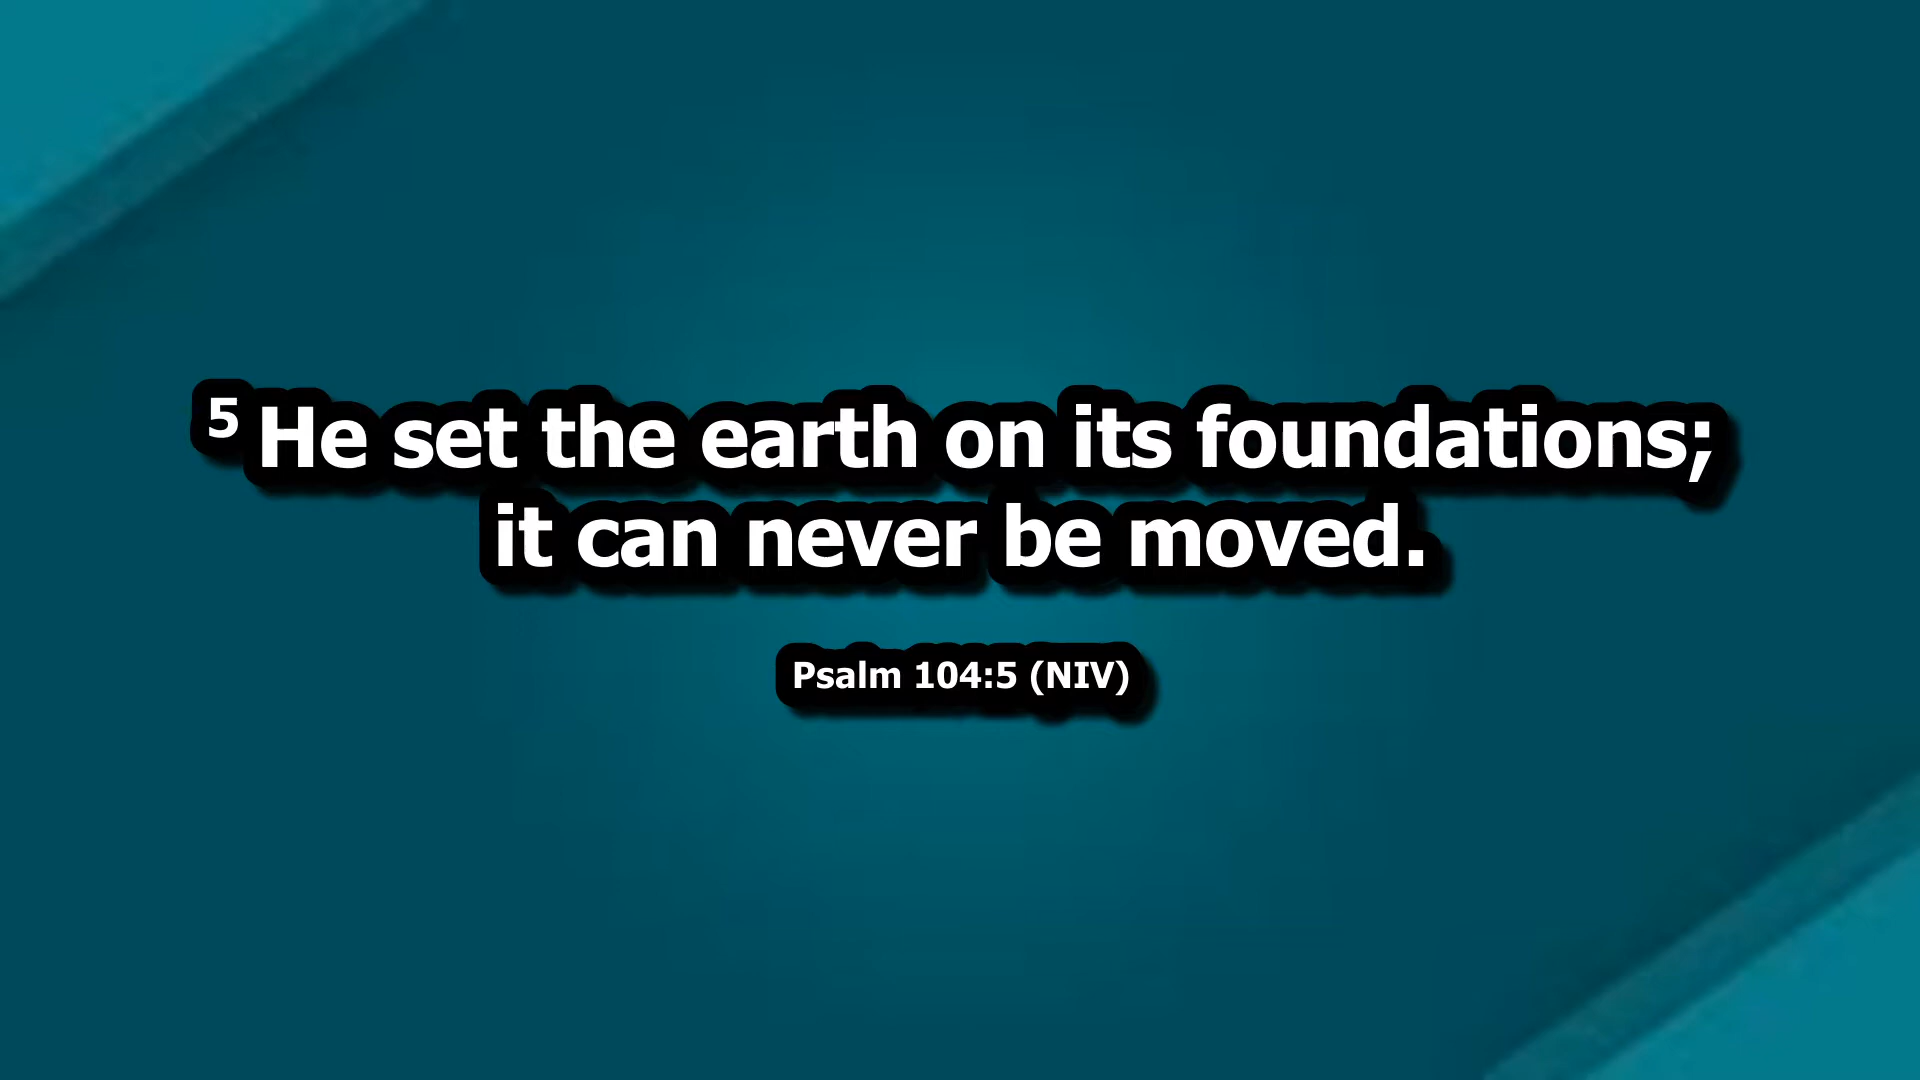 5 He set the earth on its foundations;
it can never be moved.
Psalm 104:5 (NIV)